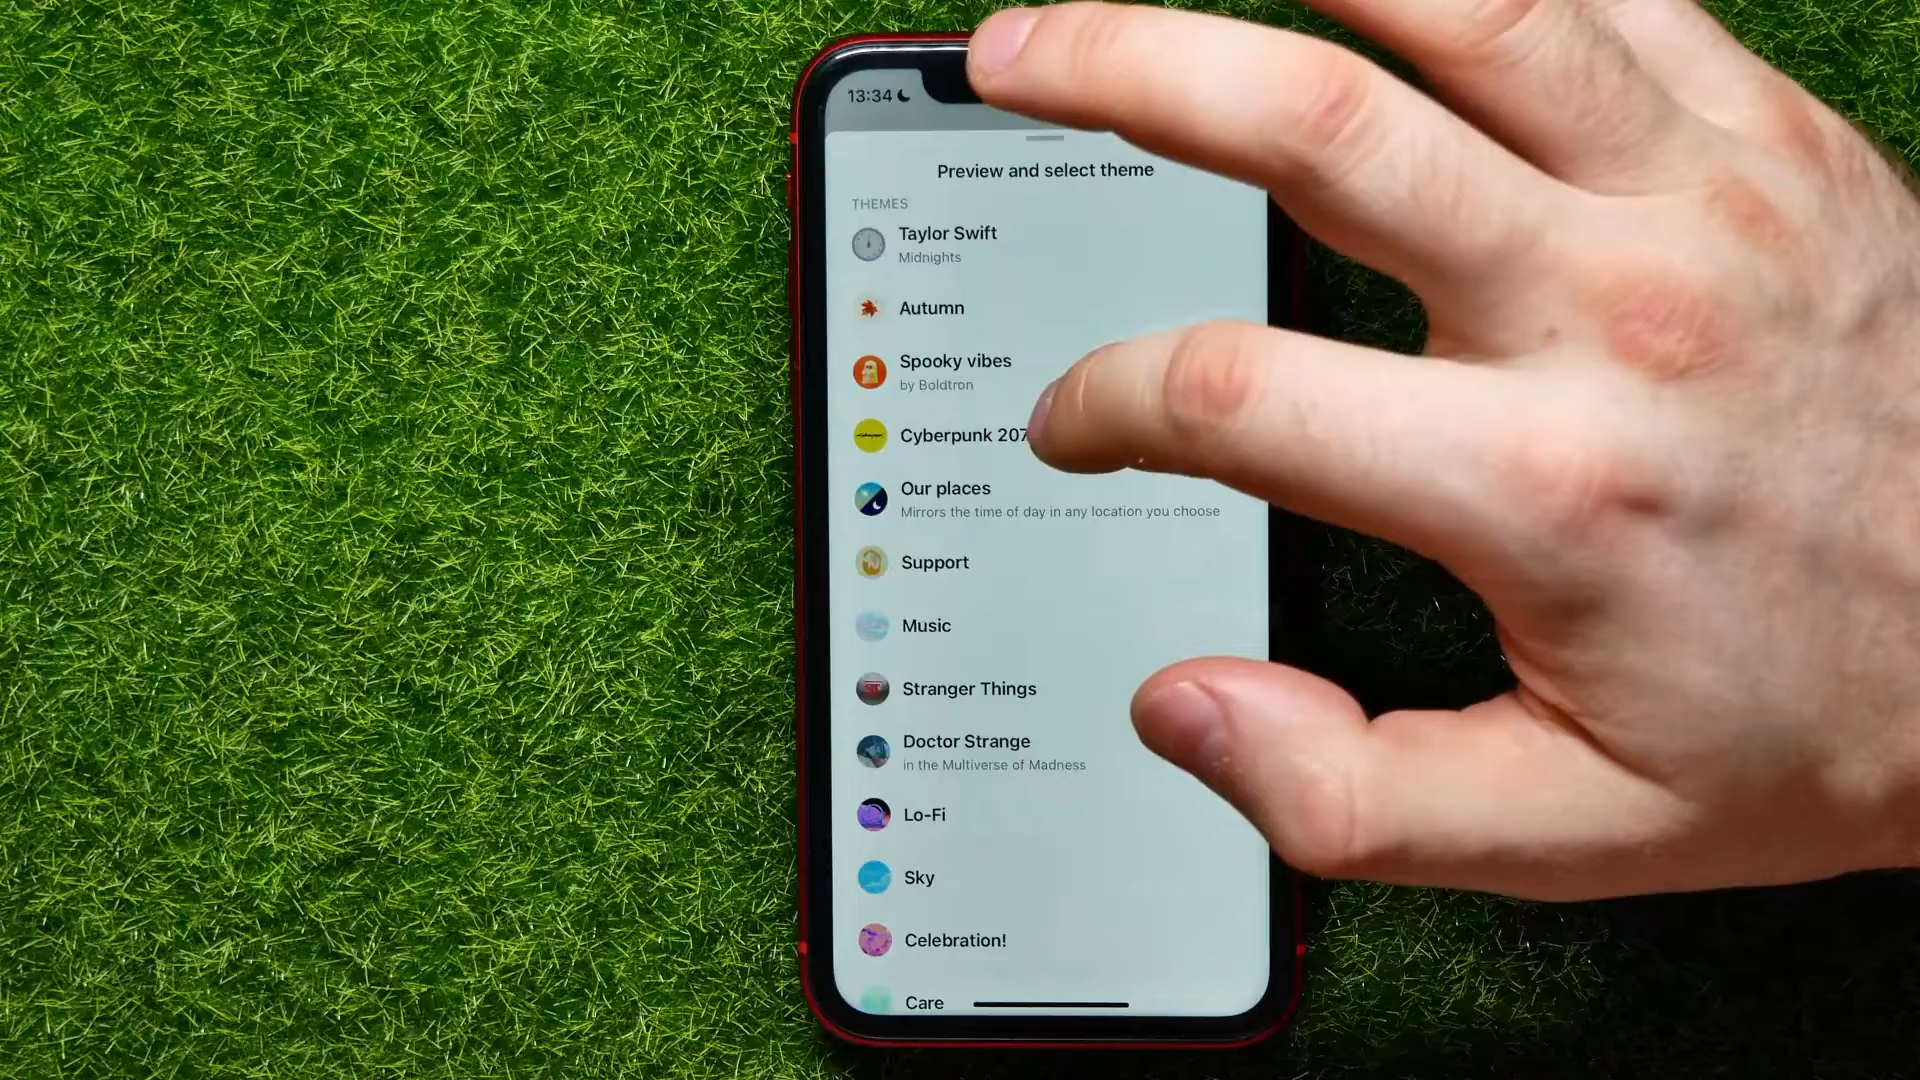 13:34
Preview and select theme
THEMES
Taylor Swift
Midnights
Autumn
Spooky vibes
by Boldtron
Cyberpunk 207
Our places
Mirrors the time of day in any location you choose
Support
Music
Stranger Things
Doctor Strange
in the Multiverse of Madness
Lo-Fi
Sky
Celebration!
Care